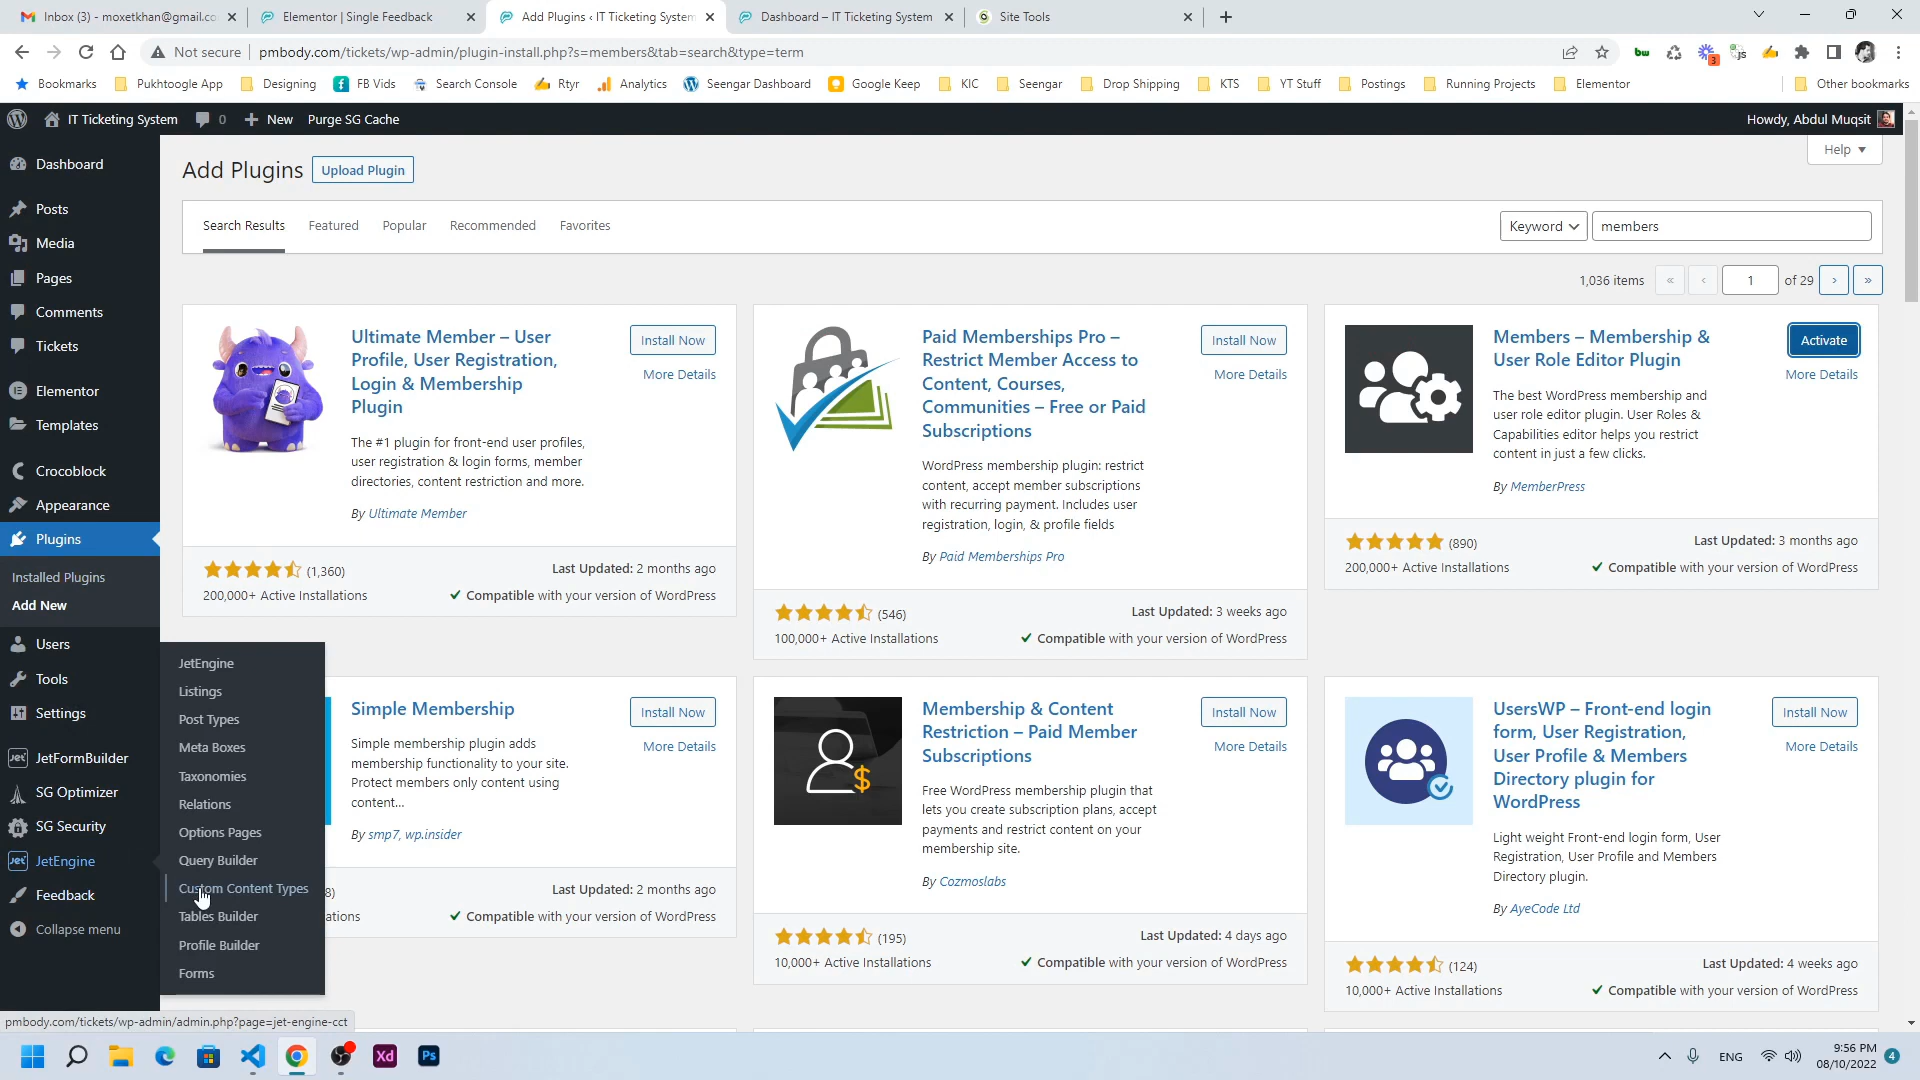 Inbox (3) - moxetkhan@gmail.co
Elementor | Single Feedback
Add Plugins ‹ IT Ticketing System
Dashboard – IT Ticketing System
Site Tools
Not secure
pmbody.com/tickets/wp-admin/plugin-install.php?s=members&tab=search&type=term
Bookmarks
Pukhtoogle App
Designing
FB Vids
Search Console
Rtyr
Analytics
Seengar Dashboard
Google Keep
KIC
Seengar
Drop Shipping
KTS
YT Stuff
Postings
Running Projects
Elementor
Other bookmarks
IT Ticketing System
0
New
Purge SG Cache
Howdy, Abdul Muqsit
Dashboard
Posts
Media
Pages
Comments
Tickets
Elementor
Templates
Crocoblock
Appearance
Plugins
Installed Plugins
Add New
Users
Tools
Settings
JetFormBuilder
SG Optimizer
SG Security
JetEngine
Feedback
Collapse menu
JetEngine
Listings
Post Types
Meta Boxes
Taxonomies
Relations
Options Pages
Query Builder
Custom Content Types
Tables Builder
Profile Builder
Forms
Help
Add Plugins
Upload Plugin
Search Results
Featured
Popular
Recommended
Favorites
Keyword
members
1,036 items
«
‹
1
of 29
›
»
Ultimate Member – User
Profile, User Registration,
Login & Membership
Plugin
Install Now
More Details
The #1 plugin for front-end user profiles,
user registration & login forms, member
directories, content restriction and more.
By Ultimate Member
(1,360)
200,000+ Active Installations
Last Updated: 2 months ago
Compatible with your version of WordPress
Paid Memberships Pro –
Restrict Member Access to
Content, Courses,
Communities – Free or Paid
Subscriptions
Install Now
More Details
WordPress membership plugin: restrict
content, accept member subscriptions
with recurring payment. Includes user
registration, login, & profile fields
By Paid Memberships Pro
(546)
100,000+ Active Installations
Last Updated: 3 weeks ago
Compatible with your version of WordPress
Members – Membership &
User Role Editor Plugin
Activate
More Details
The best WordPress membership and
user role editor plugin. User Roles &
Capabilities editor helps you restrict
content in just a few clicks.
By MemberPress
(890)
200,000+ Active Installations
Last Updated: 3 months ago
Compatible with your version of WordPress
Simple Membership
Install Now
More Details
Simple membership plugin adds
membership functionality to your site.
Protect members only content using
content...
By smp7, wp.insider
8)
ations
Last Updated: 2 months ago
Compatible with your version of WordPress
Membership & Content
Restriction – Paid Member
Subscriptions
Install Now
More Details
Free WordPress membership plugin that
lets you create subscription plans, accept
payments and restrict content on your
membership site.
By Cozmoslabs
(195)
10,000+ Active Installations
Last Updated: 4 days ago
Compatible with your version of WordPress
UsersWP – Front-end login
form, User Registration,
User Profile & Members
Directory plugin for
WordPress
Install Now
More Details
Light weight Front-end login form, User
Registration, User Profile and Members
Directory plugin.
By AyeCode Ltd
(124)
10,000+ Active Installations
Last Updated: 4 weeks ago
Compatible with your version of WordPress
pmbody.com/tickets/wp-admin/admin.php?page=jet-engine-cct
Xd
Ps
ENG
9:56 PM
08/10/2022
4